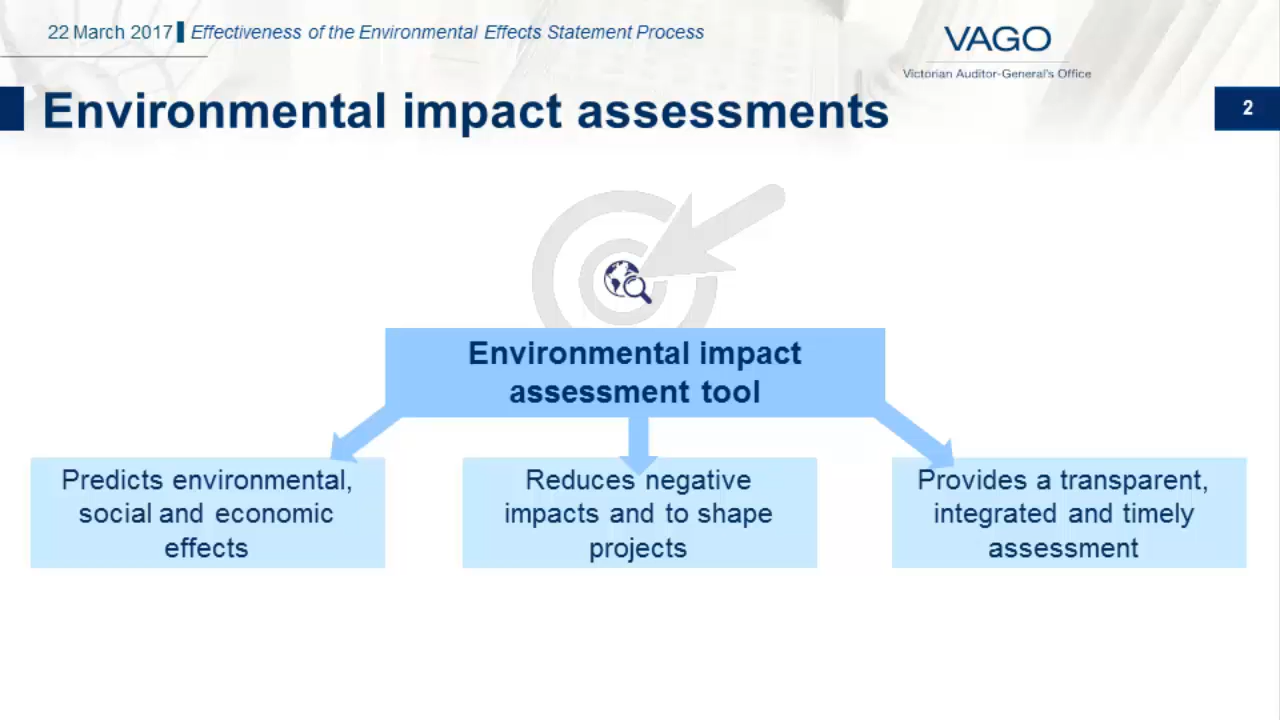 22 March 2017 Effectiveness of the Environmental Effects Statement Process
VAGO
Victorian Auditor-General's Office
Environmental impact assessments
2
Environmental impact
assessment tool
Predicts environmental,
social and economic
effects
Reduces negative
impacts and to shape
projects
Provides a transparent,
integrated and timely
assessment